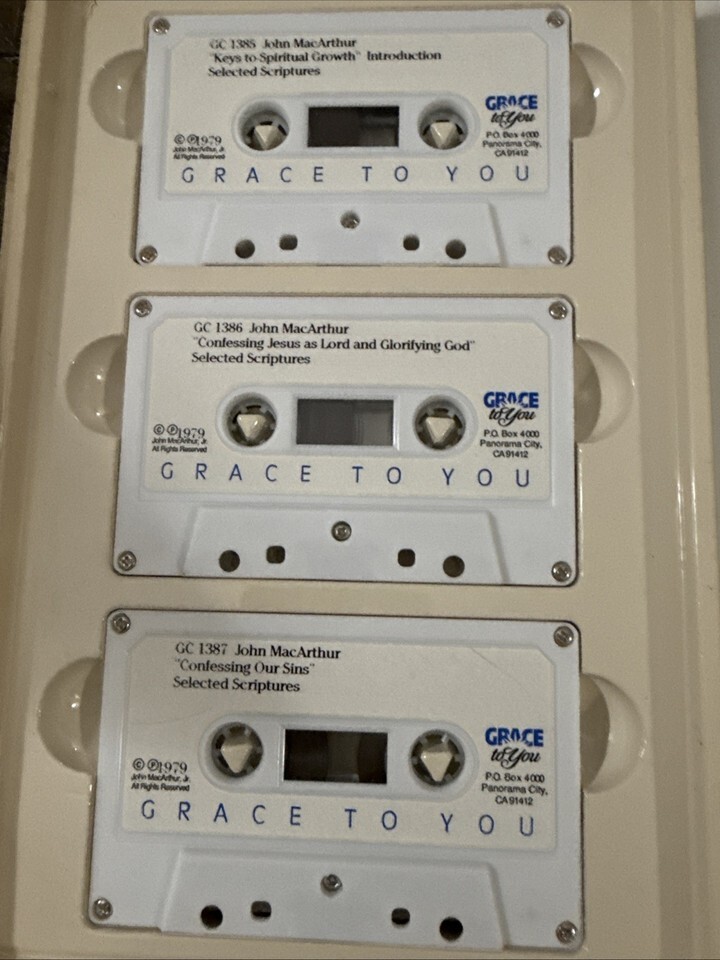 GC 1385 John MacArthur
"Keys to Spiritual Growth" Introduction
Selected Scriptures
GRACE
to You
© ℗ 1979
John MacArthur, Jr.
All Rights Reserved
P.O. Box 4000
Panorama City,
CA 91412
GRACE TO YOU
GC 1386 John MacArthur
"Confessing Jesus as Lord and Glorifying God"
Selected Scriptures
GRACE
to You
© ℗ 1979
John MacArthur, Jr.
All Rights Reserved
P.O. Box 4000
Panorama City,
CA 91412
GRACE TO YOU
GC 1387 John MacArthur
"Confessing Our Sins"
Selected Scriptures
GRACE
to You
© ℗ 1979
John MacArthur, Jr.
All Rights Reserved
P.O. Box 4000
Panorama City,
CA 91412
GRACE TO YOU